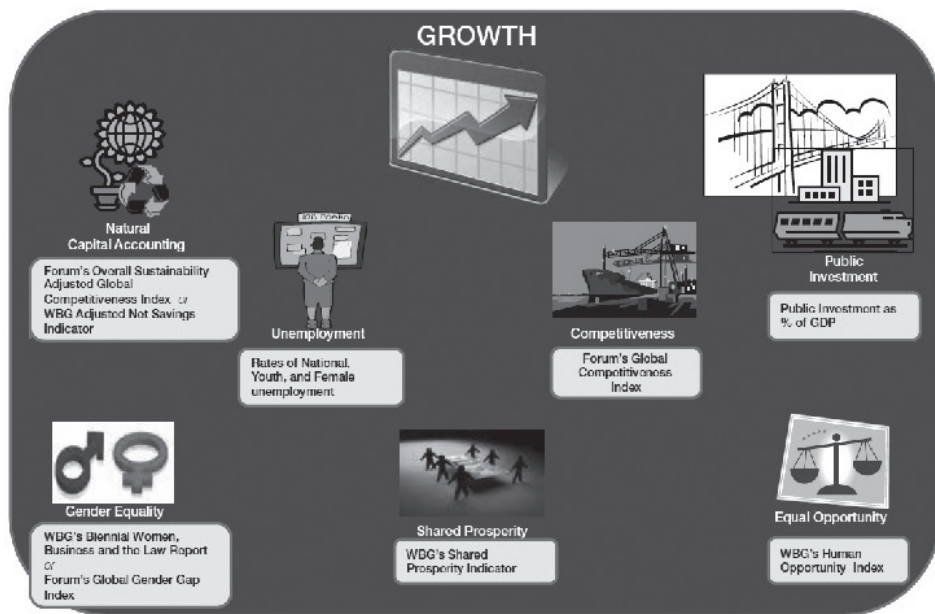 GROWTH
Natural
Capital Accounting
Forum's Overall Sustainability
Adjusted Global
Competitiveness Index or
WBG Adjusted Net Savings
Indicator
JOB BOARD
Unemployment
Rates of National,
Youth, and Female
unemployment
Competitiveness
Forum's Global
Competitiveness
Index
Public
Investment
Public Investment as
% of GDP
Gender Equality
WBG's Biennial Women,
Business and the Law Report
or
Forum's Global Gender Gap
Index
Shared Prosperity
WBG's Shared
Prosperity Indicator
Equal Opportunity
WBG's Human
Opportunity Index